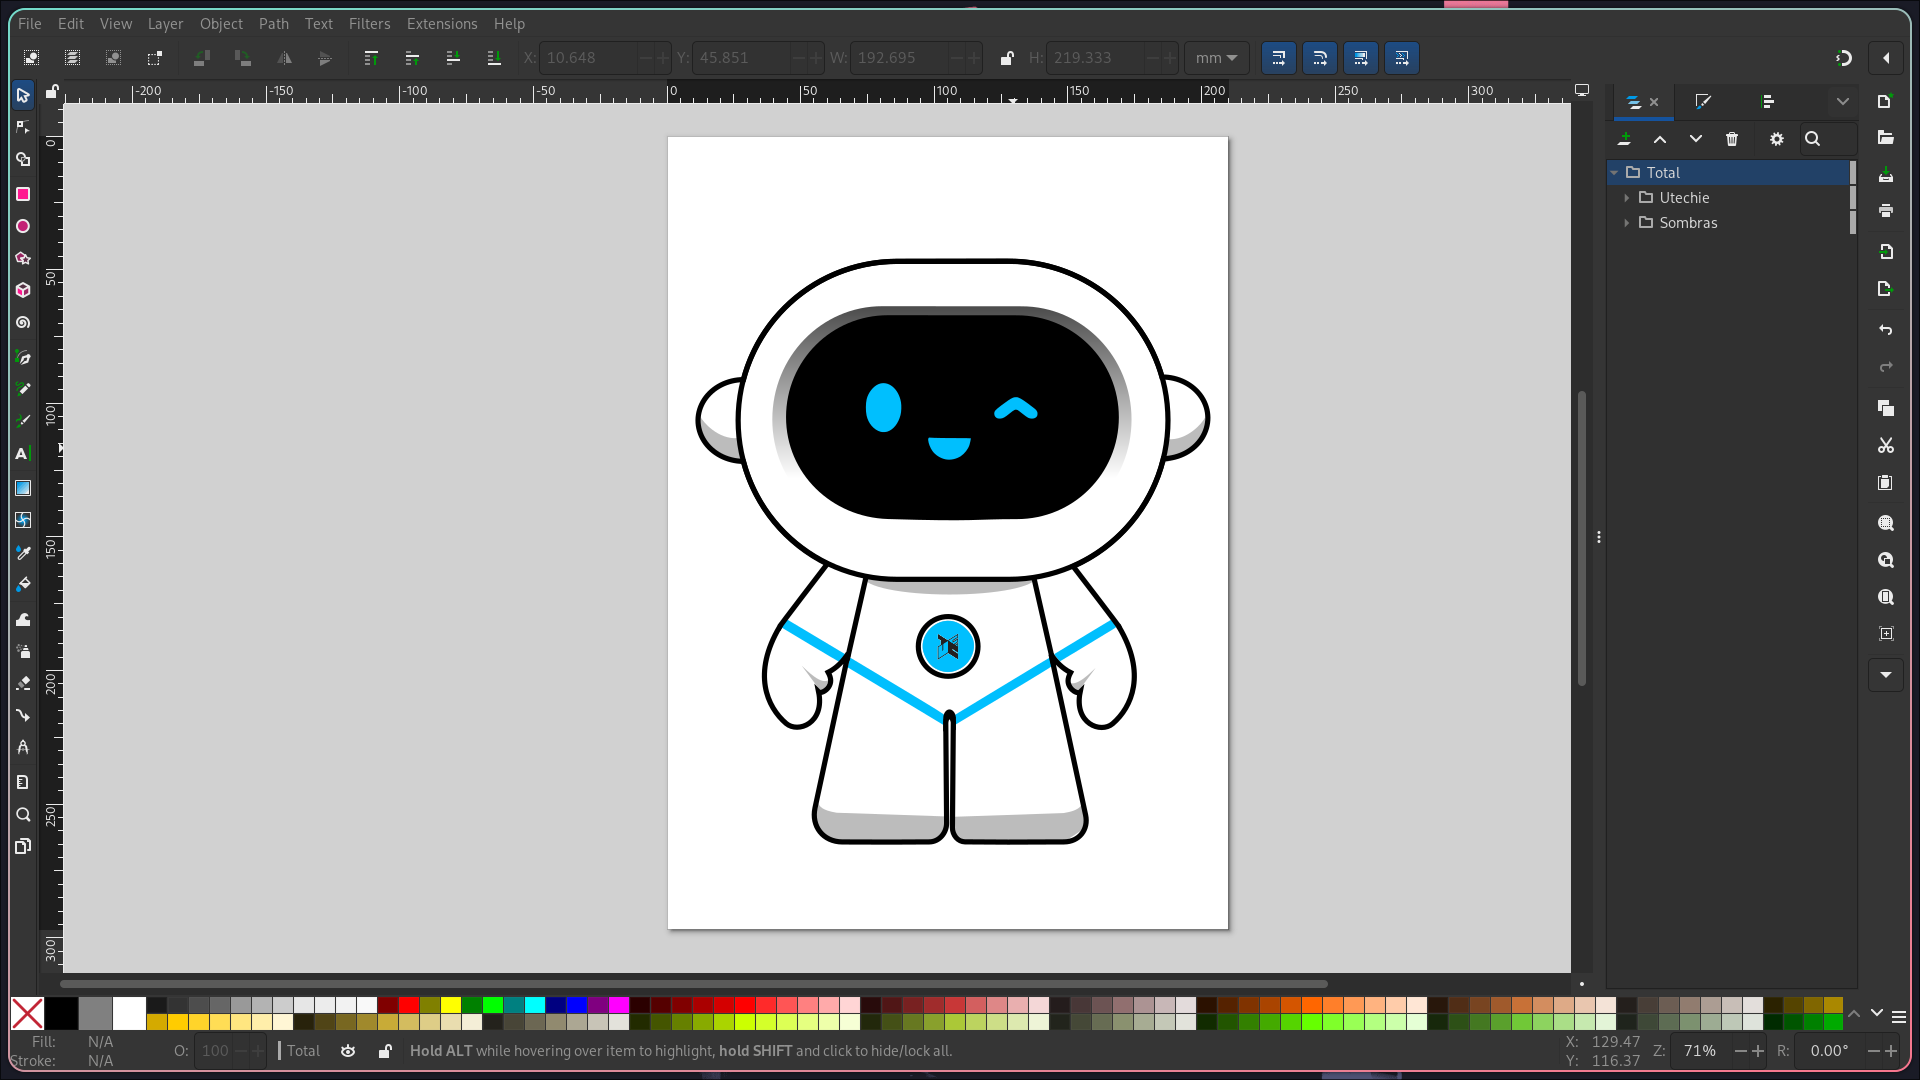 File Edit View Layer Object Path Text Filters Extensions Help
X: 10.648 Y: 45.851 W: 192.695 H: 219.333 mm
-200 -150 -100 -50 0 50 100 150 200 250 300
0
50
100
150
200
250
300
Total
Utechie
Sombras
Fill: N/A
Stroke: N/A
O: 100
Total
Hold ALT while hovering over item to highlight, hold SHIFT and click to hide/lock all.
X: 129.47
Y: 116.37
Z: 71%
R: 0.00°